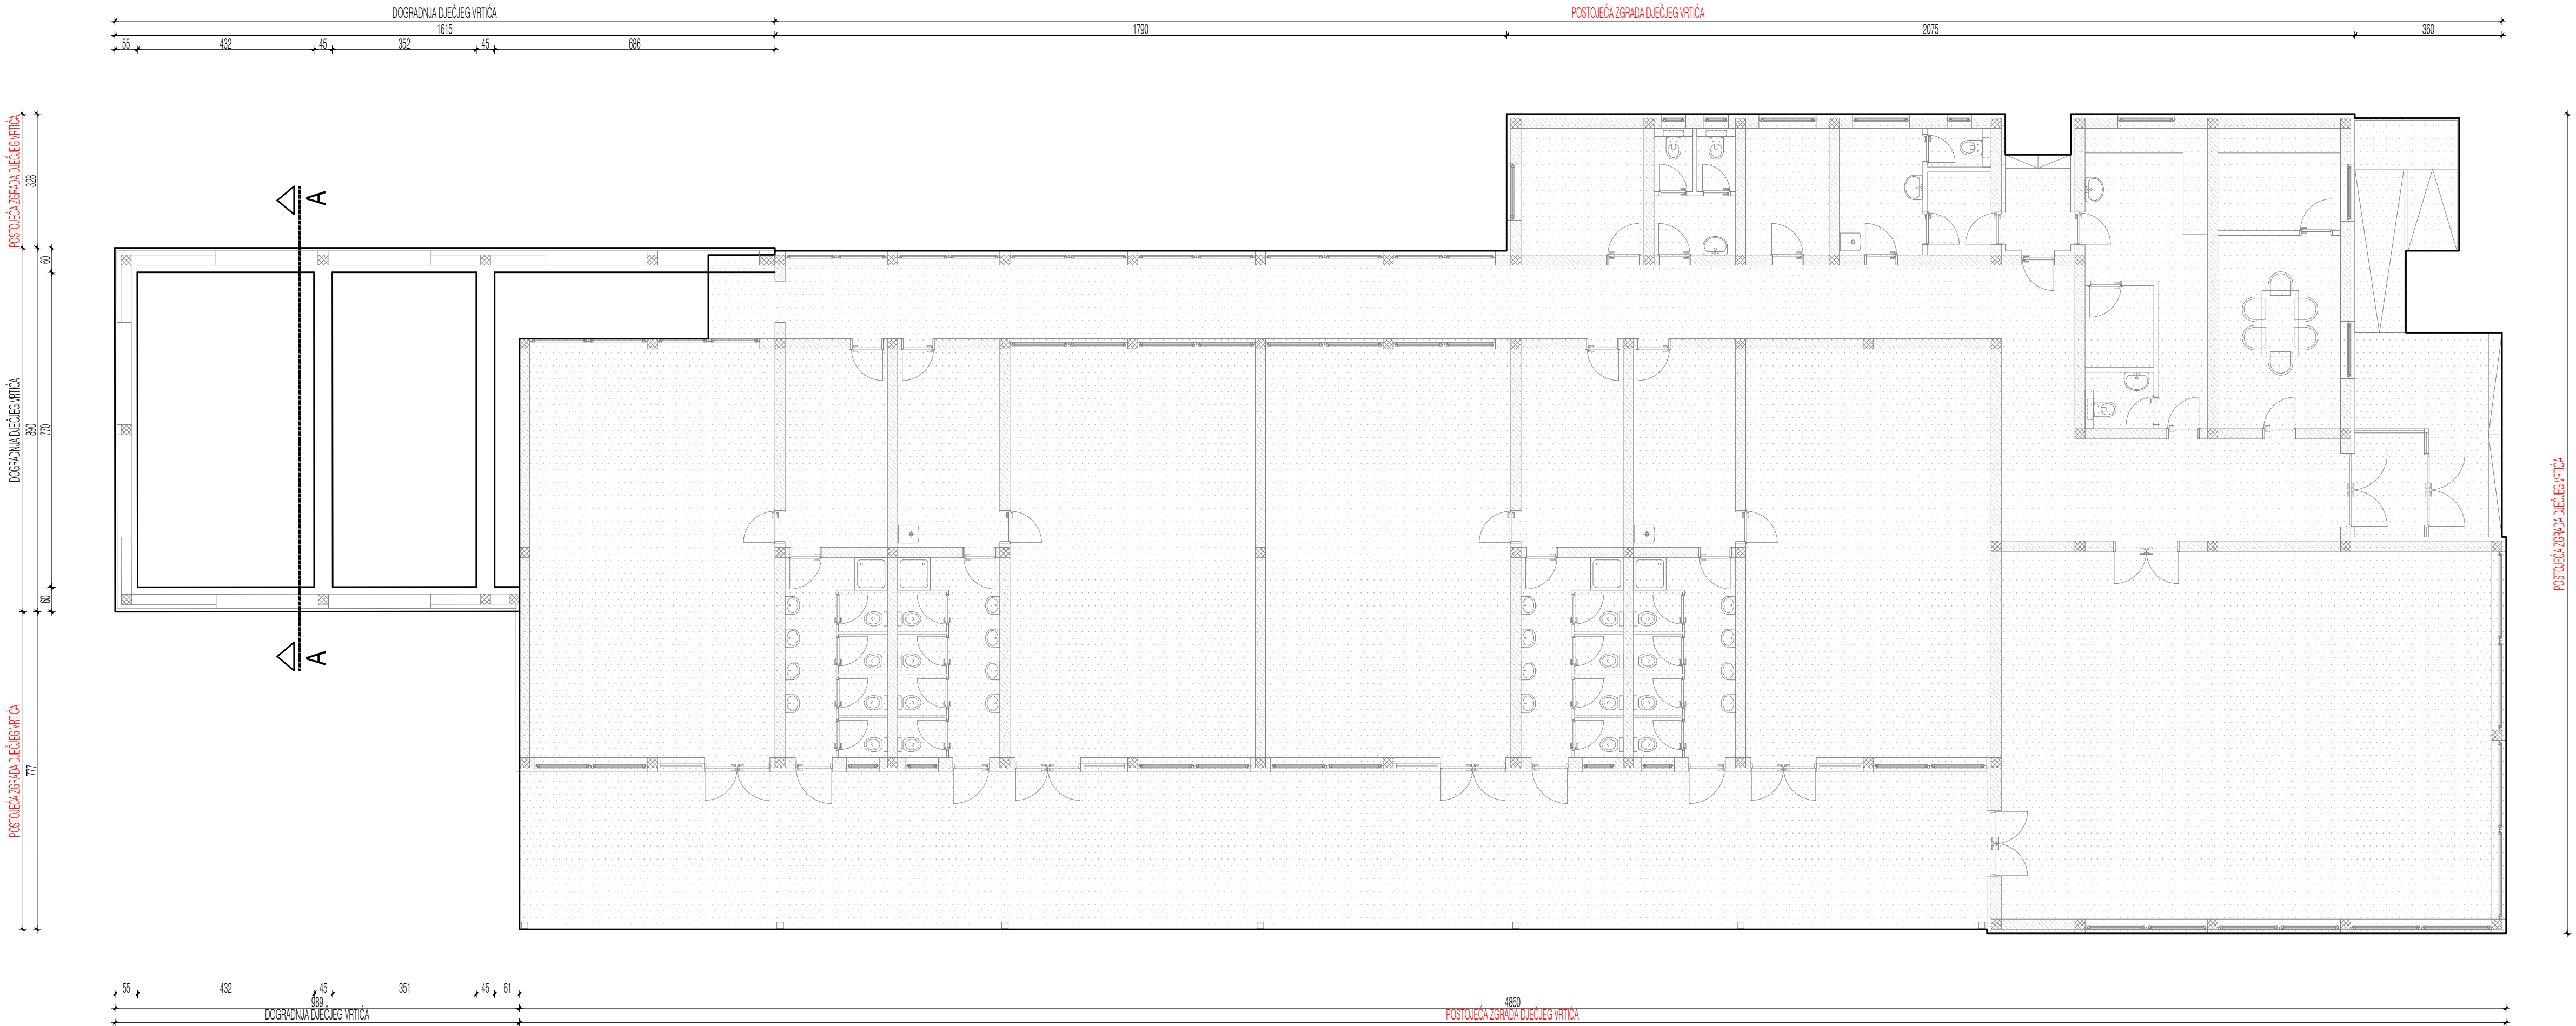 DOGRADNJA DJEČJEG VRTIĆA
POSTOJEĆA ZGRADA DJEČJEG VRTIĆA
1615
1790
2075
360
55
432
45
352
45
686
POSTOJEĆA ZGRADA DJEČJEG VRTIĆA
328
A
60
DOGRADNJA DJEČJEG VRTIĆA
890
770
60
A
POSTOJEĆA ZGRADA DJEČJEG VRTIĆA
777
POSTOJEĆA ZGRADA DJEČJEG VRTIĆA
55
432
45
351
45
61
989
4860
DOGRADNJA DJEČJEG VRTIĆA
POSTOJEĆA ZGRADA DJEČJEG VRTIĆA